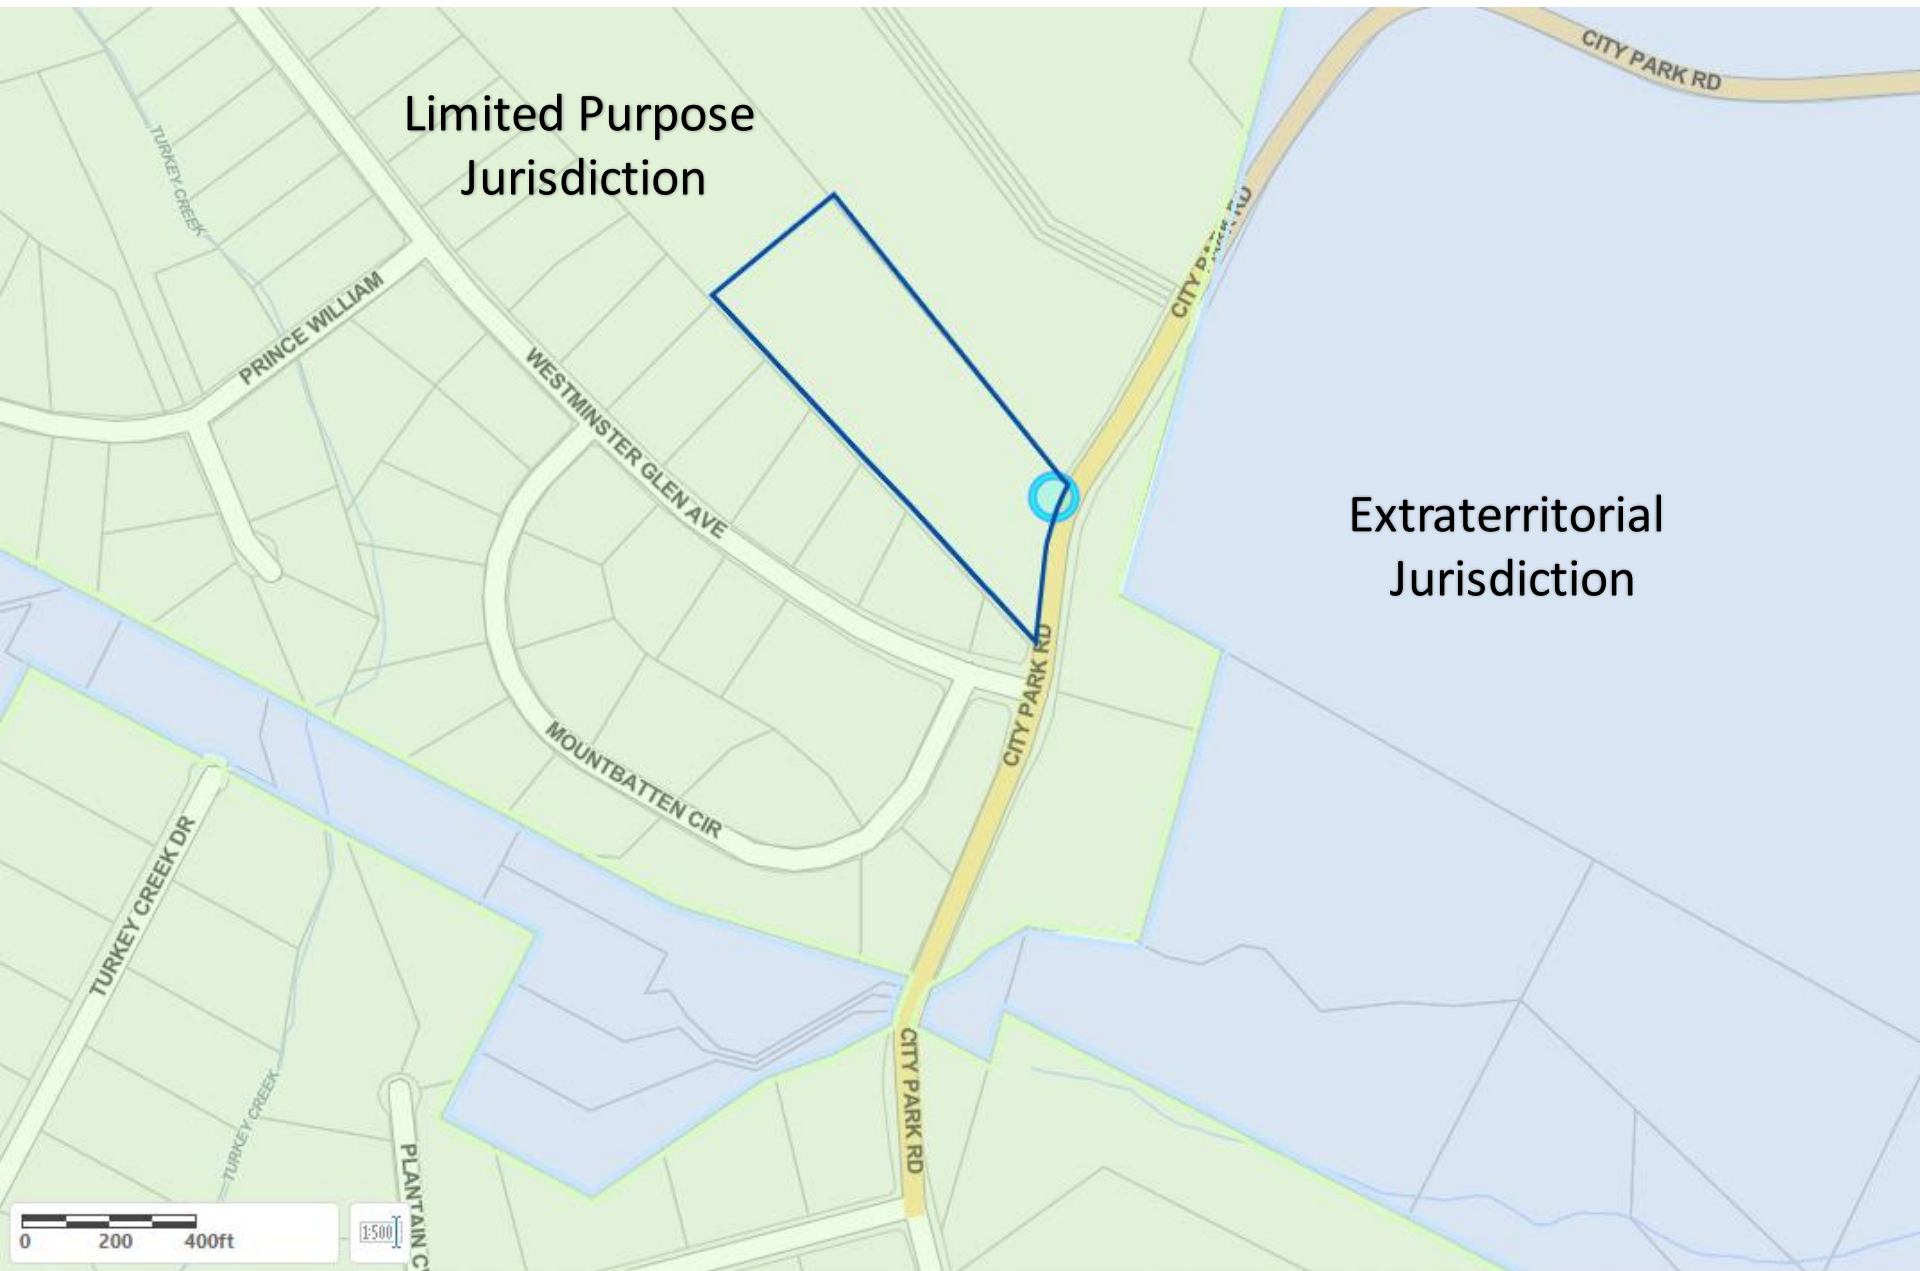 CITY PARK RD
Limited Purpose
Jurisdiction
TURKEY CREEK
CITY PARK RD
PRINCE WILLIAM
WESTMINSTER GLEN AVE
Extraterritorial
Jurisdiction
CITY PARK RD
MOUNTBATTEN CIR
TURKEY CREEK DR
CITY PARK RD
TURKEY CREEK
PLANTAIN
0 200 400ft
1:500